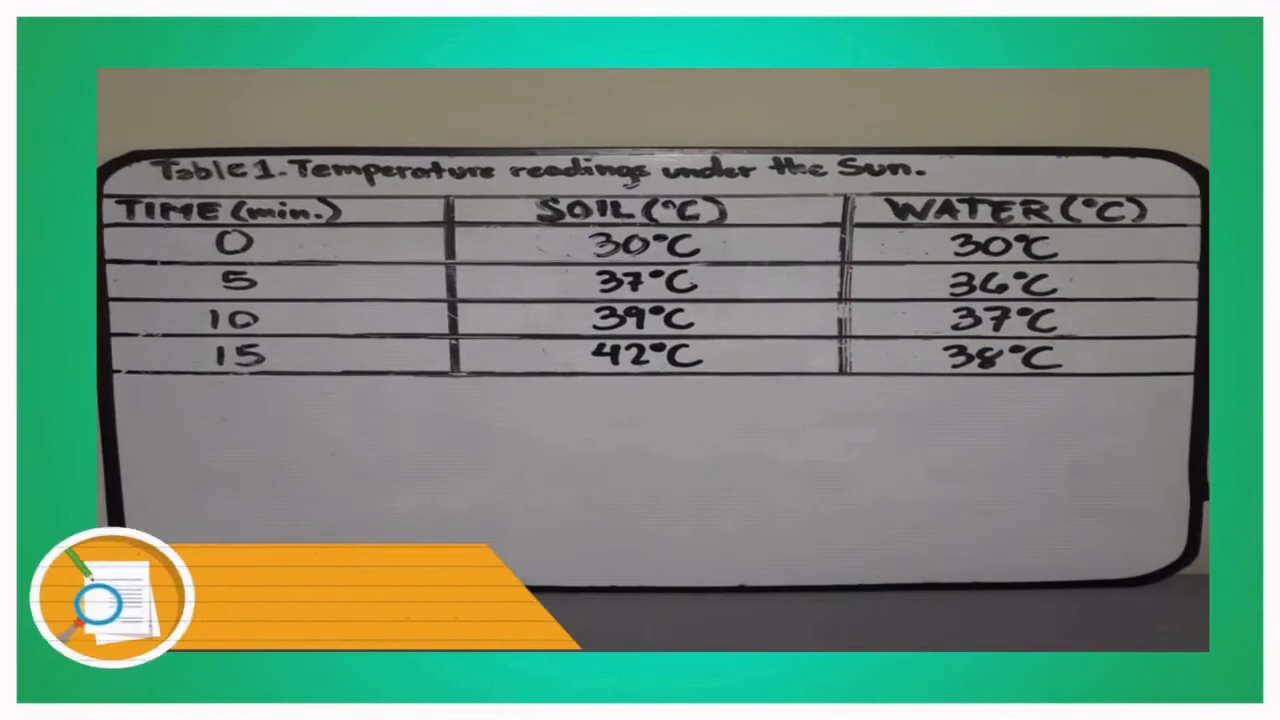 Table 1. Temperature readings under the Sun.
TIME (min.) SOIL (°C) WATER (°C)
0 30°C 30°C
5 37°C 36°C
10 39°C 37°C
15 42°C 38°C